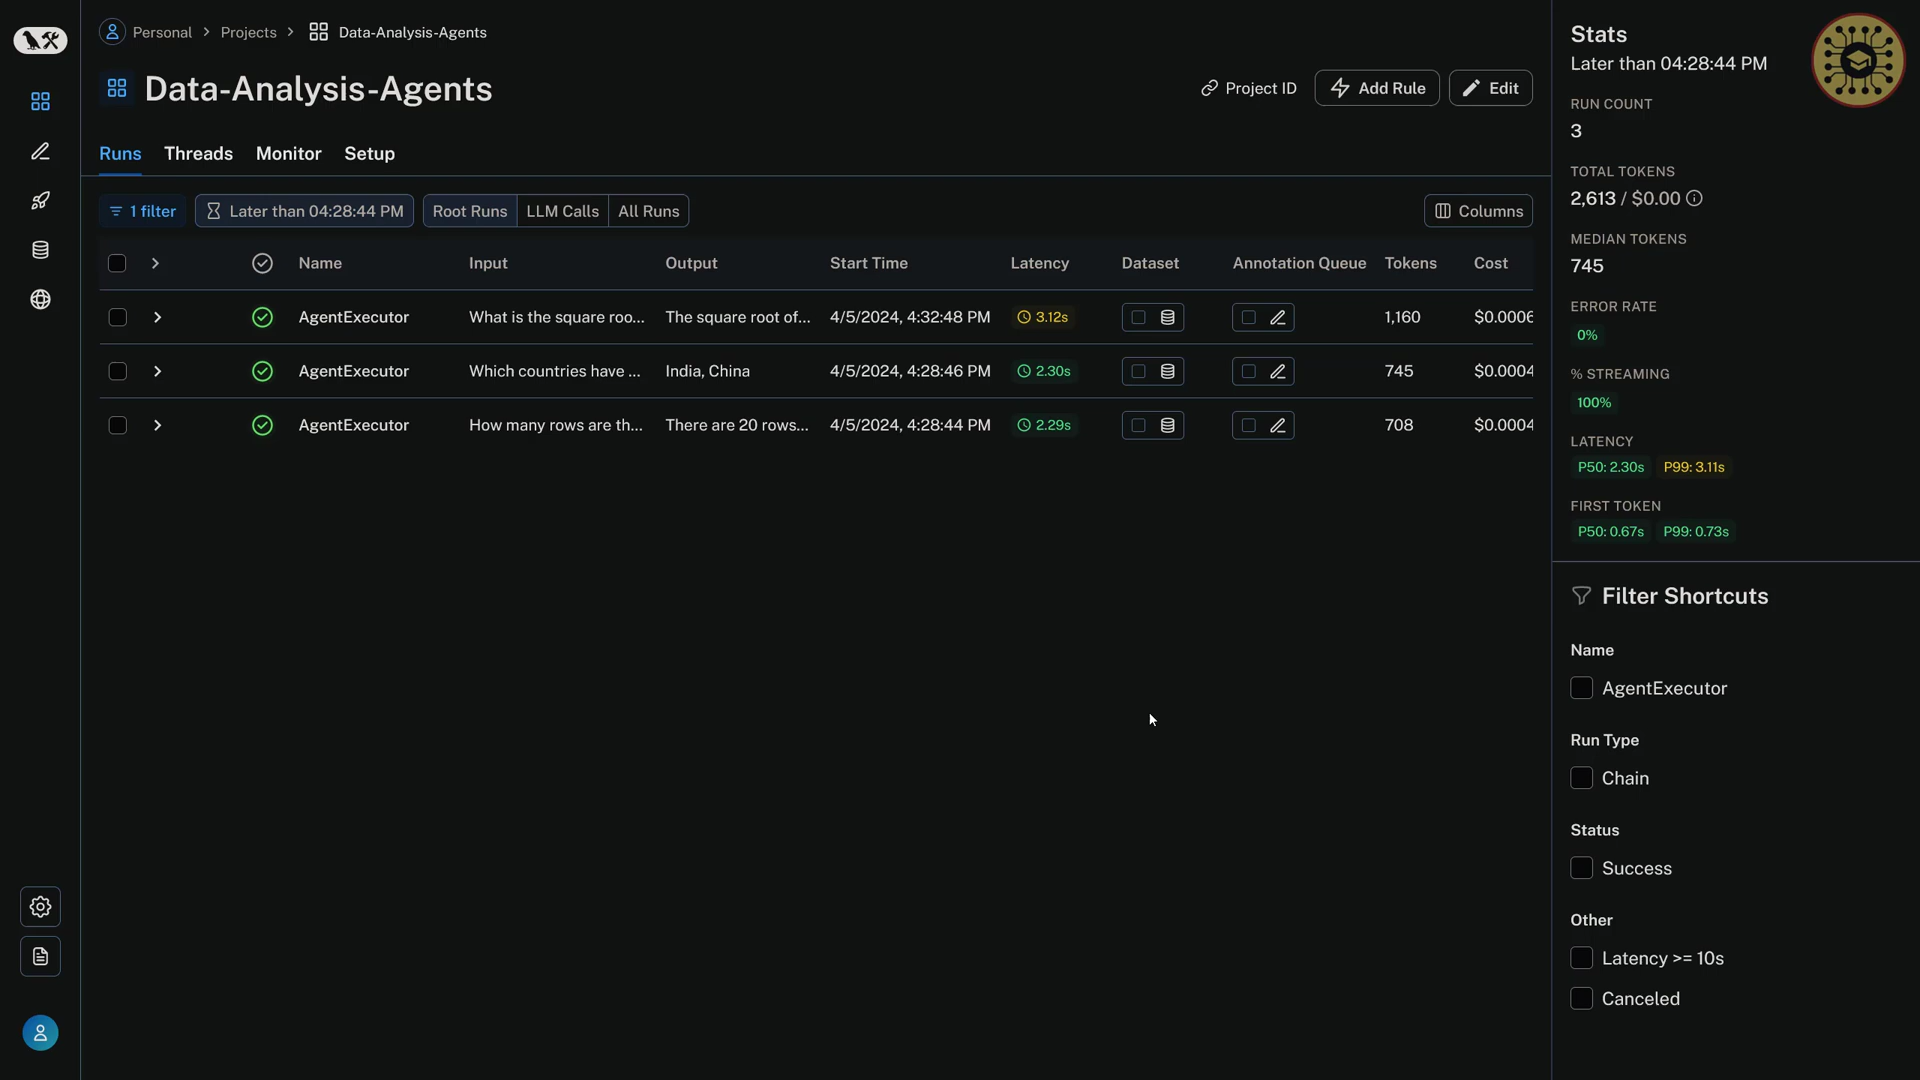 Personal > Projects > Data-Analysis-Agents
Data-Analysis-Agents
Project ID
Add Rule
Edit
Runs Threads Monitor Setup
1 filter
Later than 04:28:44 PM
Root Runs LLM Calls All Runs
Columns
Name Input Output Start Time Latency Dataset Annotation Queue Tokens Cost
AgentExecutor What is the square roo... The square root of... 4/5/2024, 4:32:48 PM 3.12s 1,160 $0.0006
AgentExecutor Which countries have ... India, China 4/5/2024, 4:28:46 PM 2.30s 745 $0.0004
AgentExecutor How many rows are th... There are 20 rows... 4/5/2024, 4:28:44 PM 2.29s 708 $0.0004
Stats
Later than 04:28:44 PM
RUN COUNT
3
TOTAL TOKENS
2,613 / $0.00
MEDIAN TOKENS
745
ERROR RATE
0%
% STREAMING
100%
LATENCY
P50: 2.30s P99: 3.11s
FIRST TOKEN
P50: 0.67s P99: 0.73s
Filter Shortcuts
Name
AgentExecutor
Run Type
Chain
Status
Success
Other
Latency >= 10s
Canceled